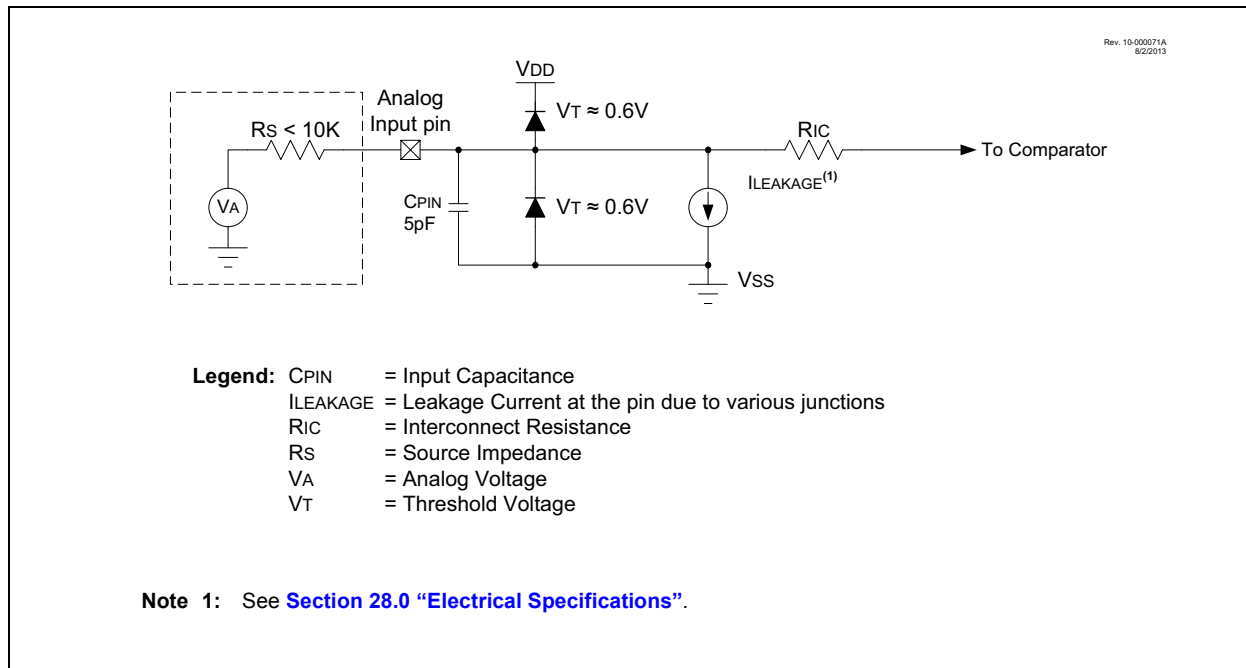 Rev. 10-000071A
8/2/2013
VDD
Analog
Input pin
VT ≈ 0.6V
RS < 10K
RIC
To Comparator
ILEAKAGE(1)
VA
CPIN
5pF
VT ≈ 0.6V
VSS
Legend: CPIN = Input Capacitance
ILEAKAGE = Leakage Current at the pin due to various junctions
RIC = Interconnect Resistance
RS = Source Impedance
VA = Analog Voltage
VT = Threshold Voltage
Note 1: See Section 28.0 “Electrical Specifications”.